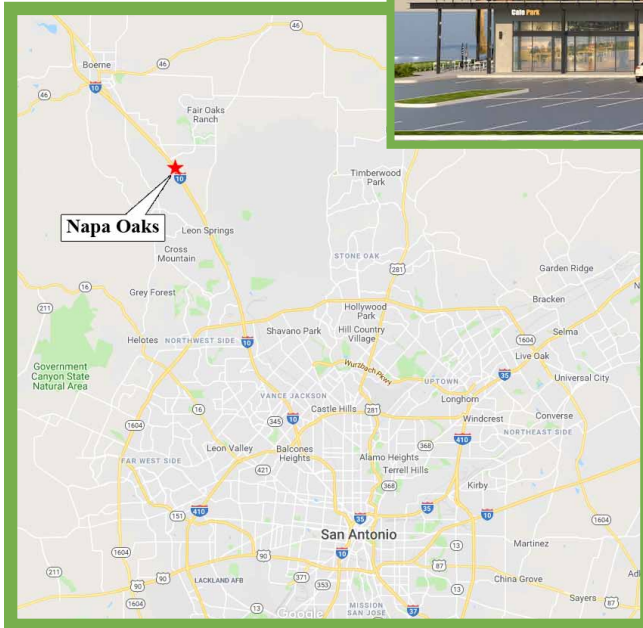 Cafe Park
46
Boerne
46
10
46
46
Fair Oaks
Ranch
10
Timberwood
Park
Napa Oaks
Leon Springs
Cross
Mountain
STONE OAK
281
Garden Ridge
16
Grey Forest
211
Bracken
N
Hollywood
Park
Shavano Park
Hill Country
Village
Selma
1604
Helotes
NORTHWEST SIDE
10
Live Oak
Government
Canyon State
Natural Area
Wurzbach Pkwy
UPTOWN
35
Universal City
VANCE JACKSON
Longhorn
16
Castle Hills
281
345
10
Windcrest
Converse
1604
NORTHEAST SIDE
410
Leon Valley
Balcones
Heights
Alamo Heights
368
Terrell Hills
FAR WEST SIDE
421
368
Kirby
410
151
35
35
10
San Antonio
1604
1604
10
13
Martinez
90
87
90
LACKLAND AFB
371
353
China Grove
90
1604
13
Google
MISSION
SAN JOSE
37
13
Sayers
87
Adl